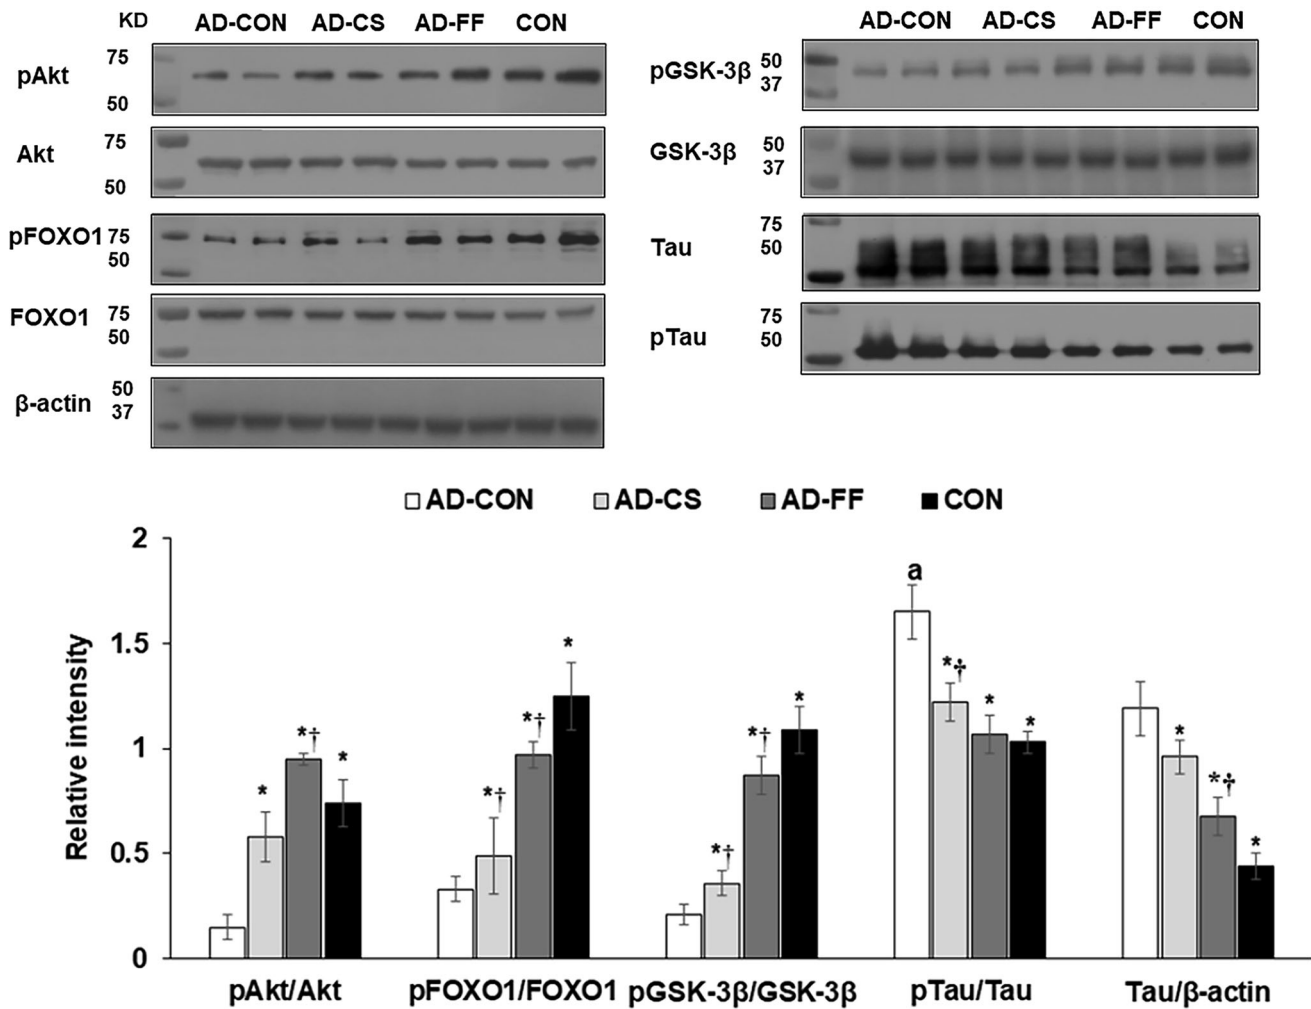 KD AD-CON AD-CS AD-FF CON
pAkt 75
50
Akt 75
50
pFOXO1 75
50
FOXO1 75
50
β-actin 50
37
AD-CON AD-CS AD-FF CON
pGSK-3β 50
37
GSK-3β 50
37
Tau 75
50
pTau 75
50
AD-CON AD-CS AD-FF CON
Relative intensity
2
1.5
1
0.5
0
* *† * *† *† * *† *† * a *† * * * *† *
pAkt/Akt pFOXO1/FOXO1 pGSK-3β/GSK-3β pTau/Tau Tau/β-actin